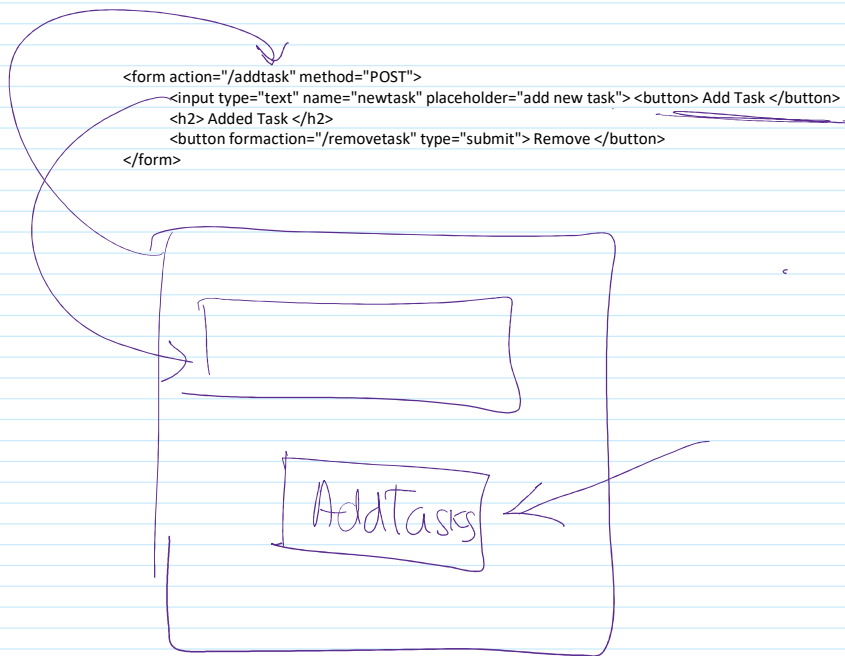 <form action="/addtask" method="POST">
<input type="text" name="newtask" placeholder="add new task"> <button> Add Task </button>
<h2> Added Task </h2>
<button formaction="/removetask" type="submit"> Remove </button>
</form>
AddTasks